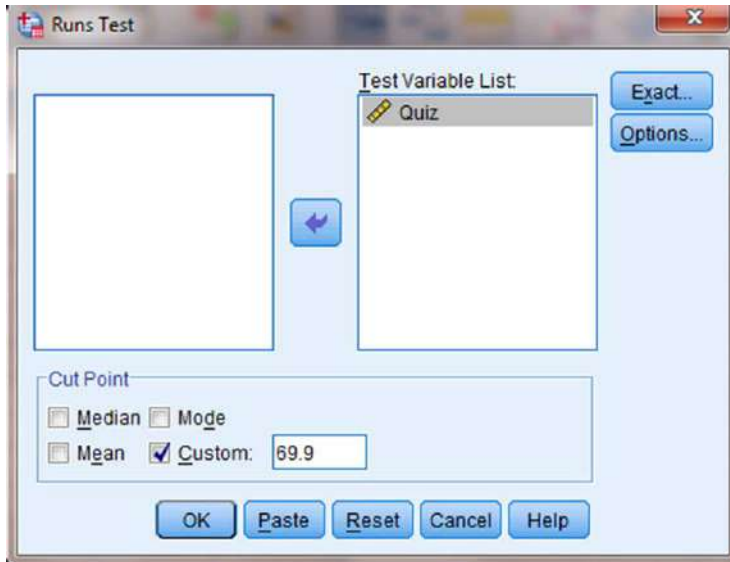 Runs Test
Test Variable List:
Quiz
Exact...
Options...
Cut Point
Median Mode
Mean Custom: 69.9
OK Paste Reset Cancel Help